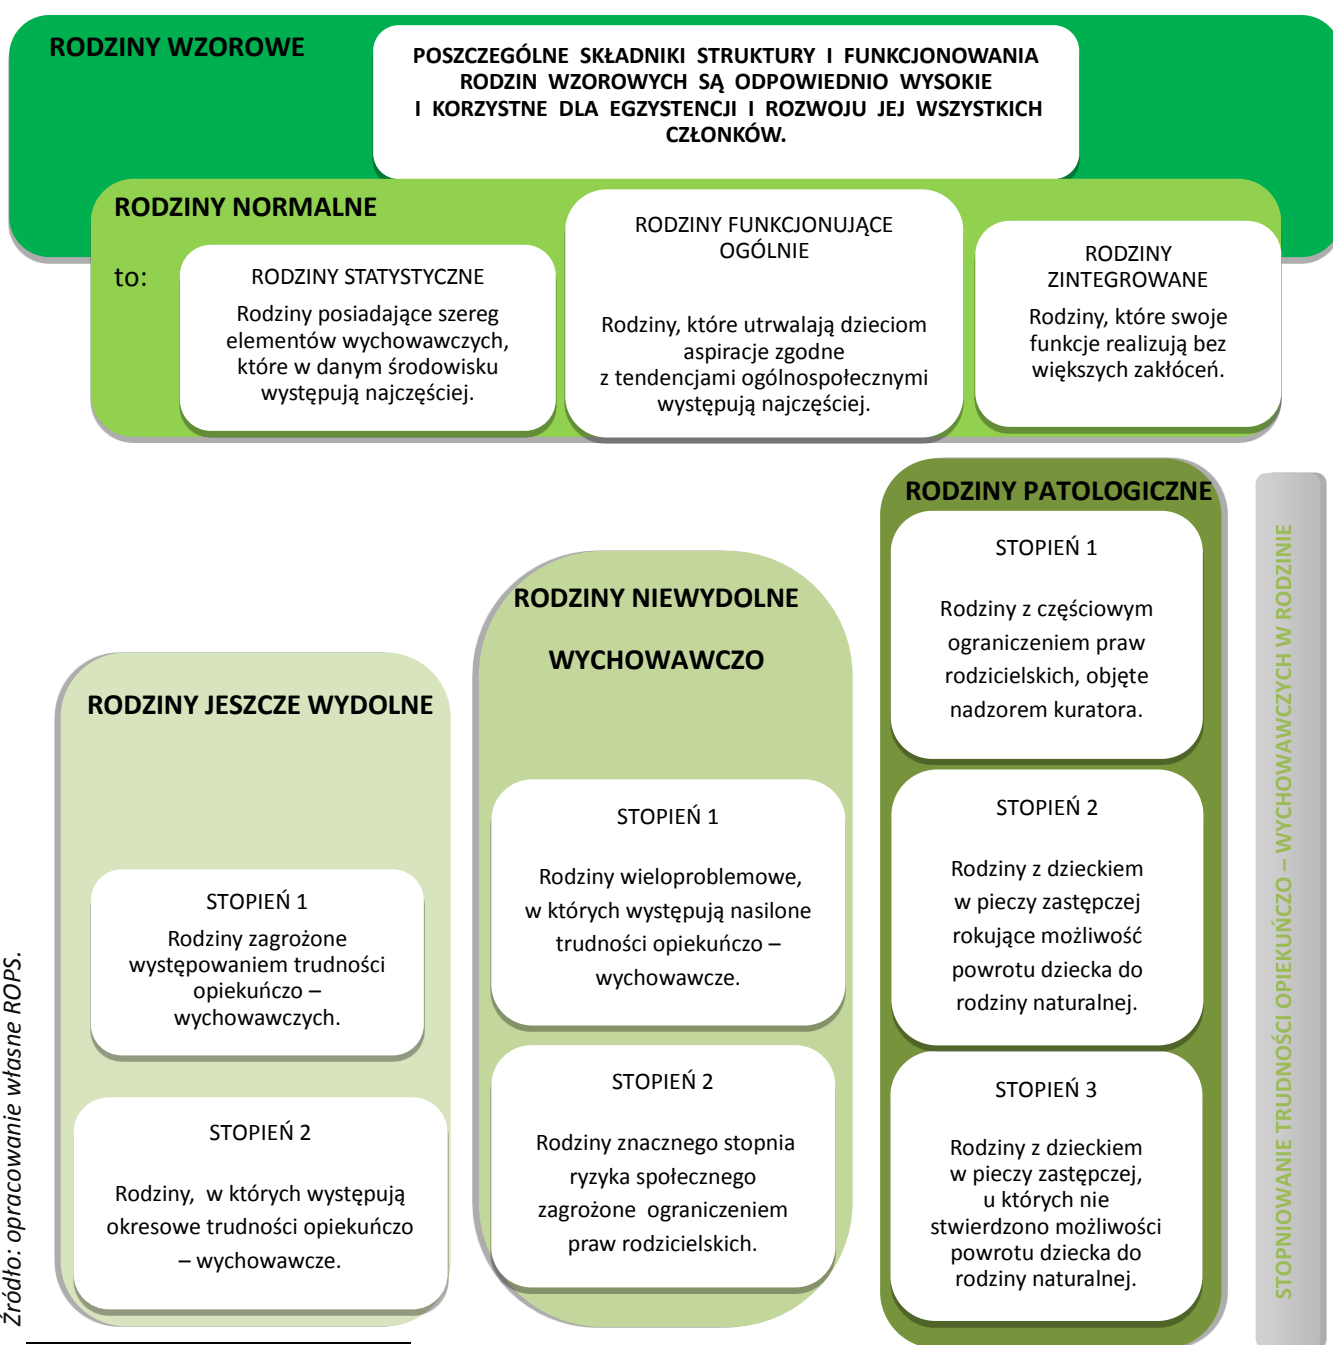 RODZINY WZOROWE
POSZCZEGÓLNE SKŁADNIKI STRUKTURY I FUNKCJONOWANIA
RODZIN WZOROWYCH SĄ ODPOWIEDNIO WYSOKIE
I KORZYSTNE DLA EGZYSTENCJI I ROZWOJU JEJ WSZYSTKICH
CZŁONKÓW.
RODZINY NORMALNE
to:
RODZINY STATYSTYCZNE
Rodziny posiadające szereg
elementów wychowawczych,
które w danym środowisku
występują najczęściej.
RODZINY FUNKCJONUJĄCE
OGÓLNIE
Rodziny, które utrwalają dzieciom
aspiracje zgodne
z tendencjami ogólnospołecznymi
występują najczęściej.
RODZINY
ZINTEGROWANE
Rodziny, które swoje
funkcje realizują bez
większych zakłóceń.
RODZINY JESZCZE WYDOLNE
STOPIEŃ 1
Rodziny zagrożone
występowaniem trudności
opiekuńczo –
wychowawczych.
STOPIEŃ 2
Rodziny, w których występują
okresowe trudności opiekuńczo
– wychowawcze.
RODZINY NIEWYDOLNE
WYCHOWAWCZO
STOPIEŃ 1
Rodziny wieloproblemowe,
w których występują nasilone
trudności opiekuńczo –
wychowawcze.
STOPIEŃ 2
Rodziny znacznego stopnia
ryzyka społecznego
zagrożone ograniczeniem
praw rodzicielskich.
RODZINY PATOLOGICZNE
STOPIEŃ 1
Rodziny z częściowym
ograniczeniem praw
rodzicielskich, objęte
nadzorem kuratora.
STOPIEŃ 2
Rodziny z dzieckiem
w pieczy zastępczej
rokujące możliwość
powrotu dziecka do
rodziny naturalnej.
STOPIEŃ 3
Rodziny z dzieckiem
w pieczy zastępczej,
u których nie
stwierdzono możliwości
powrotu dziecka do
rodziny naturalnej.
STOPNIOWANIE TRUDNOŚCI OPIEKUŃCZO – WYCHOWAWCZYCH W RODZINIE
Źródło: opracowanie własne ROPS.